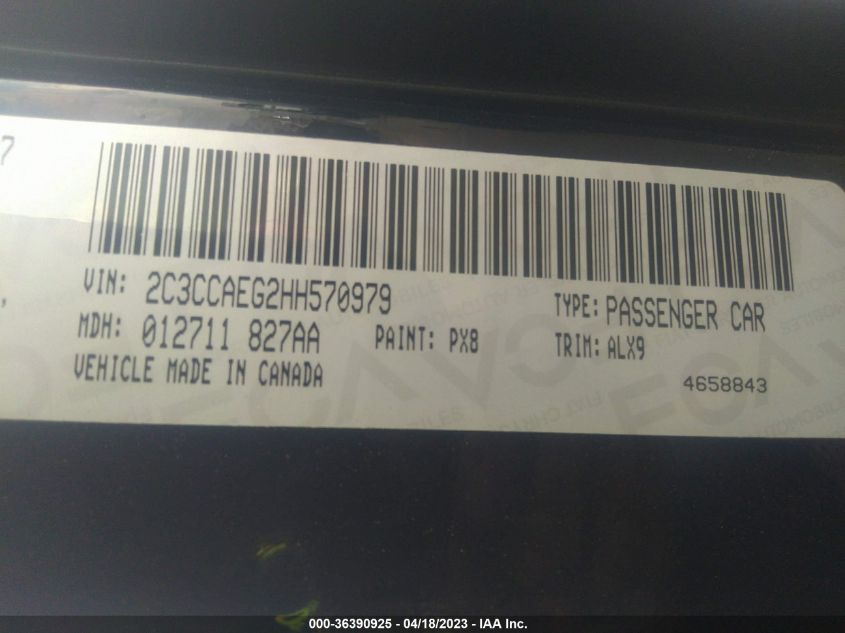 7
VIN: 2C3CCAEG2HH570979
TYPE: PASSENGER CAR
MDH: 012711 827AA
PAINT: PX8
TRIM: ALX9
VEHICLE MADE IN CANADA
4658843
000-36390925 - 04/18/2023 - IAA Inc.